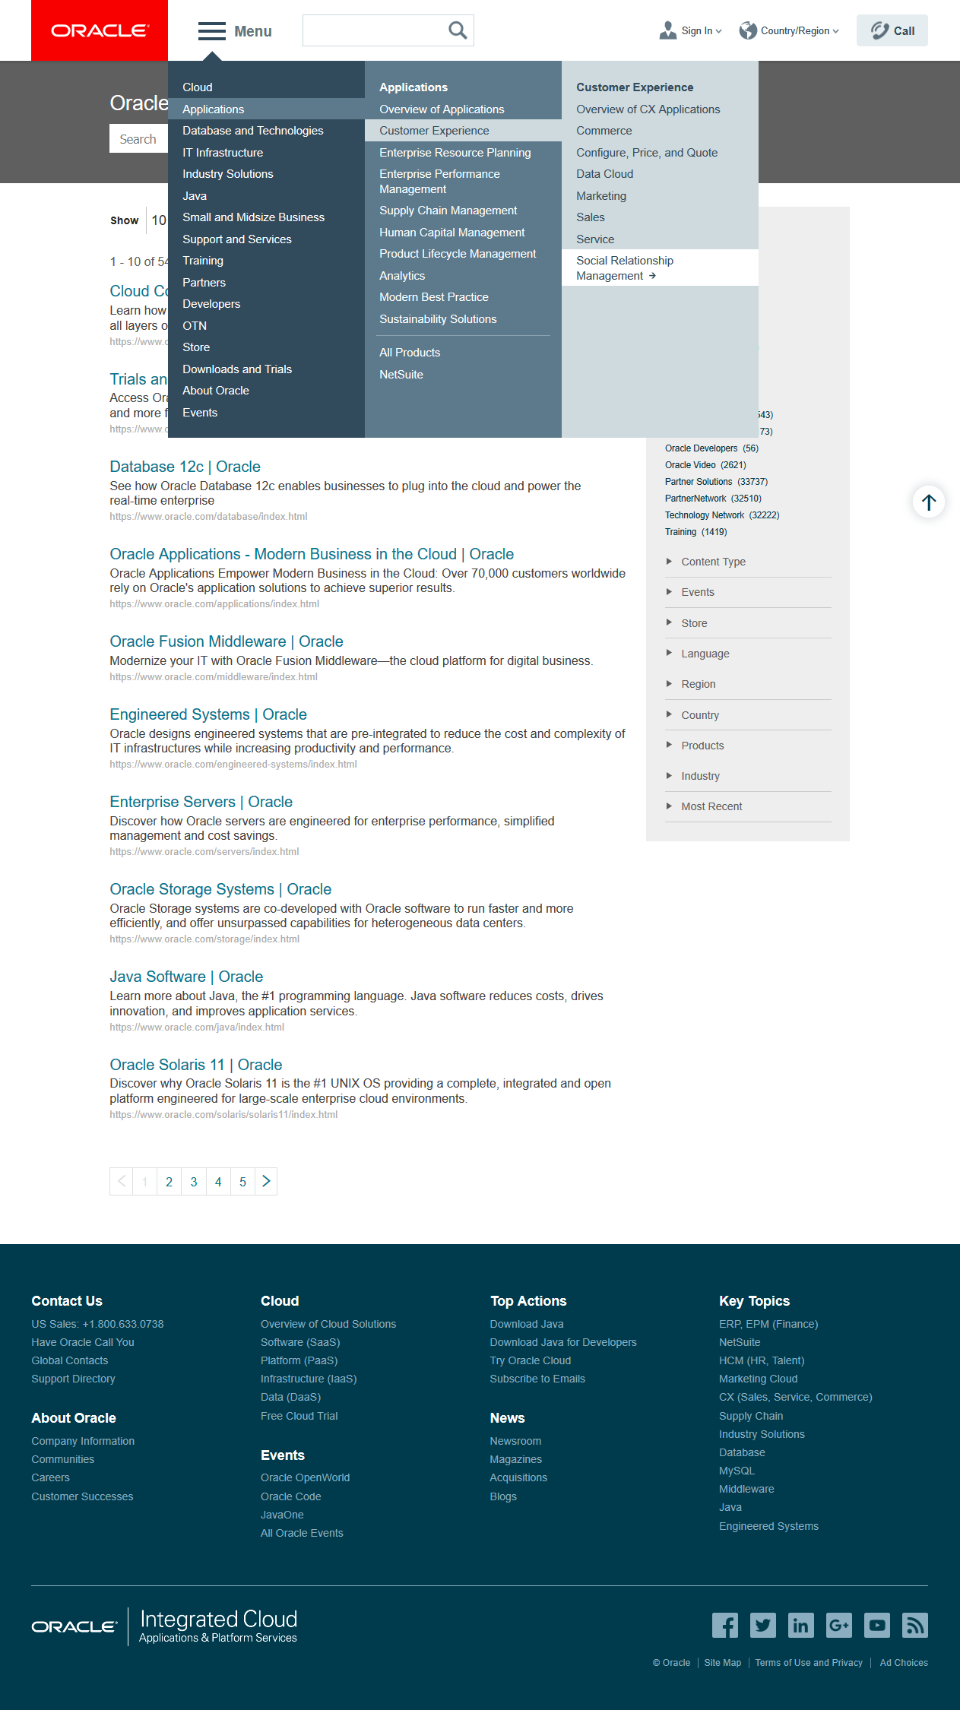 ORACLE
Menu
Sign In
Country/Region
Call
Oracle
Search
Show 10
1 - 10 of
Cloud
Applications
Database and Technologies
IT Infrastructure
Industry Solutions
Java
Small and Midsize Business
Support and Services
Training
Partners
Developers
OTN
Store
Downloads and Trials
About Oracle
Events
Applications
Overview of Applications
Customer Experience
Enterprise Resource Planning
Enterprise Performance
Management
Supply Chain Management
Human Capital Management
Product Lifecycle Management
Analytics
Modern Best Practice
Sustainability Solutions
All Products
NetSuite
Customer Experience
Overview of CX Applications
Commerce
Configure, Price, and Quote
Data Cloud
Marketing
Sales
Service
Social Relationship
Management →
Cloud
Learn how
all layers
Trials
Access
and more
Database 12c | Oracle
See how Oracle Database 12c enables businesses to plug into the cloud and power the
real-time enterprise
https://www.oracle.com/database/index.html
Oracle Applications - Modern Business in the Cloud | Oracle
Oracle Applications Empower Modern Business in the Cloud: Over 70,000 customers worldwide
rely on Oracle's application solutions to achieve superior results.
https://www.oracle.com/applications/index.html
Oracle Fusion Middleware | Oracle
Modernize your IT with Oracle Fusion Middleware—the cloud platform for digital business.
https://www.oracle.com/middleware/index.html
Engineered Systems | Oracle
Oracle designs engineered systems that are pre-integrated to reduce the cost and complexity of
IT infrastructures while increasing productivity and performance.
https://www.oracle.com/engineered-systems/index.html
Enterprise Servers | Oracle
Discover how Oracle servers are engineered for enterprise performance, simplified
management and cost savings.
https://www.oracle.com/servers/index.html
Oracle Storage Systems | Oracle
Oracle Storage systems are co-developed with Oracle software to run faster and more
efficiently, and offer unsurpassed capabilities for heterogeneous data centers.
https://www.oracle.com/storage/index.html
Java Software | Oracle
Learn more about Java, the #1 programming language. Java software reduces costs, drives
innovation, and improves application services.
https://www.oracle.com/java/index.html
Oracle Solaris 11 | Oracle
Discover why Oracle Solaris 11 is the #1 UNIX OS providing a complete, integrated and open
platform engineered for large-scale enterprise cloud environments.
https://www.oracle.com/solaris/solaris11/index.html
1 2 3 4 5
543)
73)
Oracle Developers (56)
Oracle Video (2621)
Partner Solutions (33737)
PartnerNetwork (32510)
Technology Network (32222)
Training (1419)
Content Type
Events
Store
Language
Region
Country
Products
Industry
Most Recent
Contact Us
US Sales: +1.800.633.0738
Have Oracle Call You
Global Contacts
Support Directory
About Oracle
Company Information
Communities
Careers
Customer Successes
Cloud
Overview of Cloud Solutions
Software (SaaS)
Platform (PaaS)
Infrastructure (IaaS)
Data (DaaS)
Free Cloud Trial
Events
Oracle OpenWorld
Oracle Code
JavaOne
All Oracle Events
Top Actions
Download Java
Download Java for Developers
Try Oracle Cloud
Subscribe to Emails
News
Newsroom
Magazines
Acquisitions
Blogs
Key Topics
ERP, EPM (Finance)
NetSuite
HCM (HR, Talent)
Marketing Cloud
CX (Sales, Service, Commerce)
Supply Chain
Industry Solutions
Database
MySQL
Middleware
Java
Engineered Systems
ORACLE
Integrated Cloud
Applications & Platform Services
© Oracle | Site Map | Terms of Use and Privacy | Ad Choices